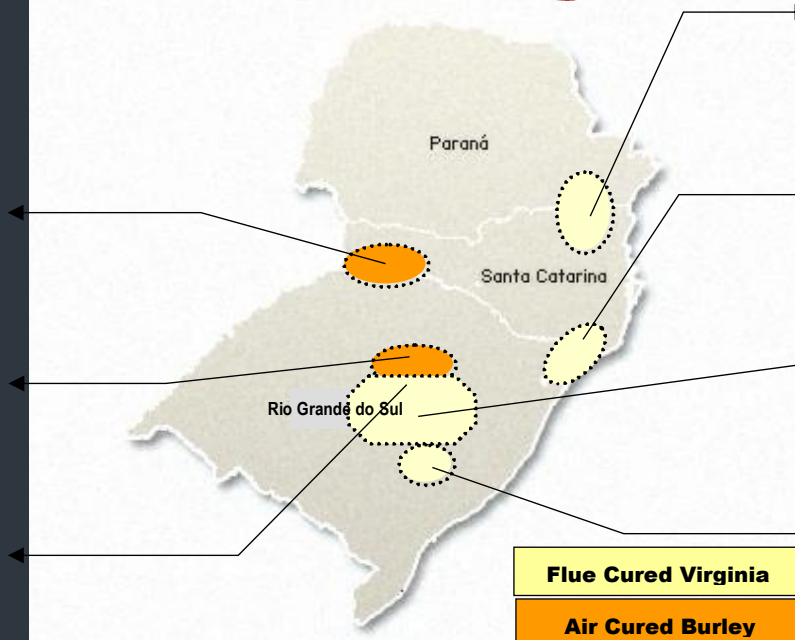 Paraná
Santa Catarina
Rio Grande do Sul
Flue Cured Virginia
Air Cured Burley